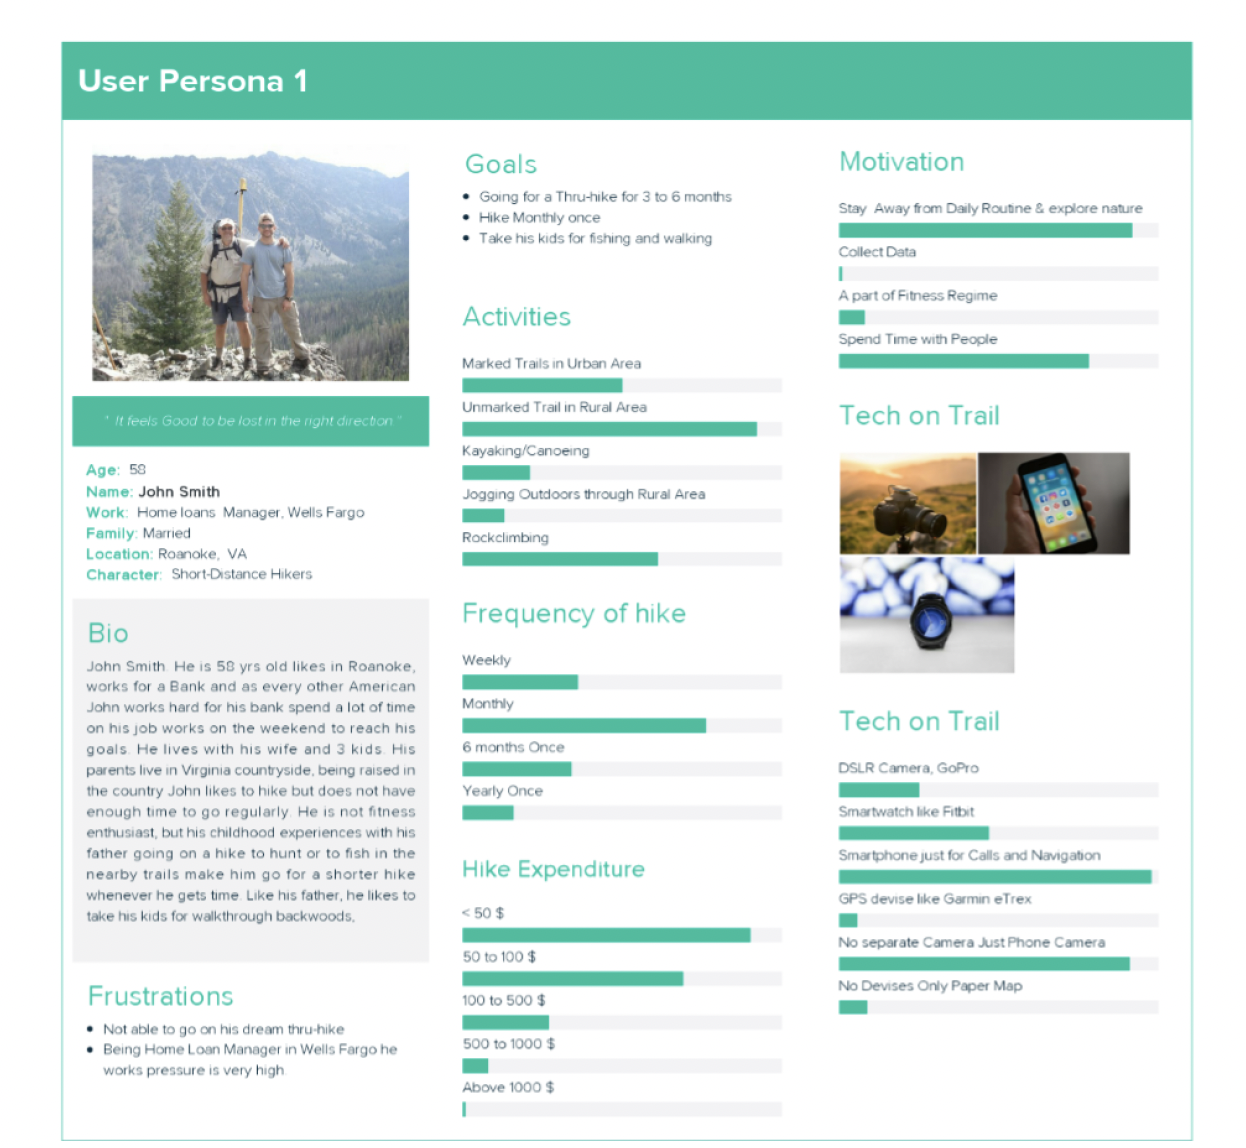 User Persona 1
" It feels Good to be lost in the right direction "
Age: 58
Name: John Smith
Work: Home loans Manager, Wells Fargo
Family: Married
Location: Roanoke, VA
Character: Short-Distance Hikers
Bio
John Smith. He is 58 yrs old likes in Roanoke,
works for a Bank and as every other American
John works hard for his bank spend a lot of time
on his job works on the weekend to reach his
goals. He lives with his wife and 3 kids. His
parents live in Virginia countryside, being raised in
the country John likes to hike but does not have
enough time to go regularly. He is not fitness
enthusiast, but his childhood experiences with his
father going on a hike to hunt or to fish in the
nearby trails make him go for a shorter hike
whenever he gets time. Like his father, he likes to
take his kids for walkthrough backwoods,
Frustrations
• Not able to go on his dream thru-hike
• Being Home Loan Manager in Wells Fargo he
works pressure is very high.
Goals
• Going for a Thru-hike for 3 to 6 months
• Hike Monthly once
• Take his kids for fishing and walking
Activities
Marked Trails in Urban Area
Unmarked Trail in Rural Area
Kayaking/Canoeing
Jogging Outdoors through Rural Area
Rockclimbing
Frequency of hike
Weekly
Monthly
6 months Once
Yearly Once
Hike Expenditure
< 50 $
50 to 100 $
100 to 500 $
500 to 1000 $
Above 1000 $
Motivation
Stay Away from Daily Routine & explore nature
Collect Data
A part of Fitness Regime
Spend Time with People
Tech on Trail
Tech on Trail
DSLR Camera, GoPro
Smartwatch like Fitbit
Smartphone just for Calls and Navigation
GPS devise like Garmin eTrex
No separate Camera Just Phone Camera
No Devises Only Paper Map